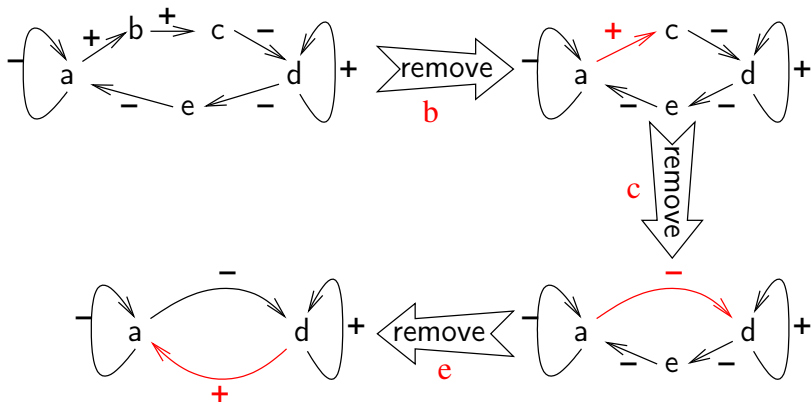 + b + c -
- a d +
- e -
remove
b
+ c -
- a d +
- e -
remove
c
-
- a d +
+
remove
e
-
- a d +
- e -